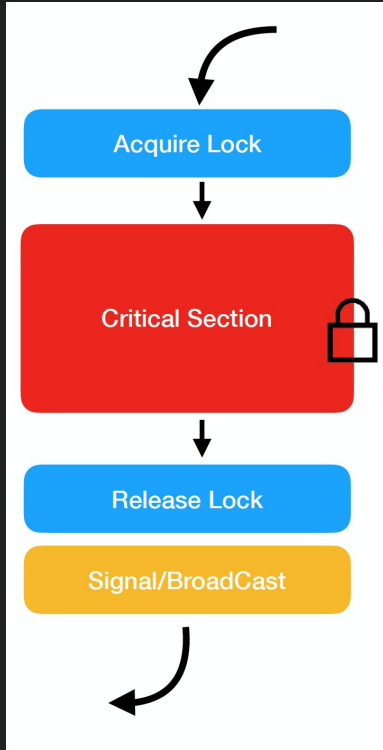 Acquire Lock
Critical Section
Release Lock
Signal/BroadCast